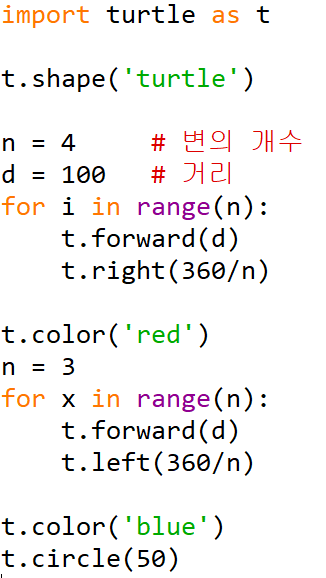 import turtle as t

t.shape('turtle')

n = 4     # 변의 개수
d = 100   # 거리
for i in range(n):
    t.forward(d)
    t.right(360/n)

t.color('red')
n = 3
for x in range(n):
    t.forward(d)
    t.left(360/n)

t.color('blue')
t.circle(50)